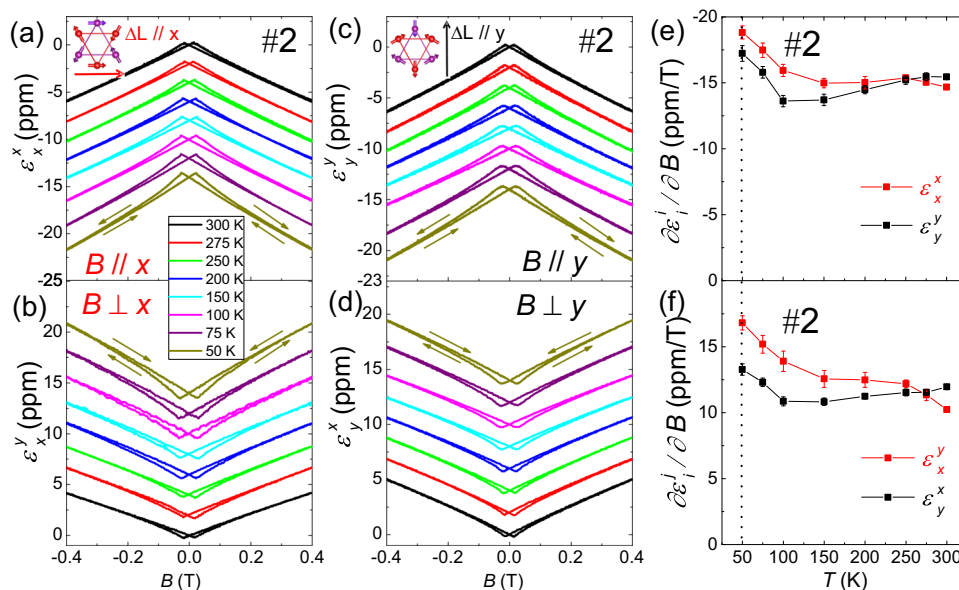 (a)
ΔL // x
#2
0
-5
-10
-15
-20
-25
ε_x^x (ppm)
B // x
300 K
275 K
250 K
200 K
150 K
100 K
75 K
50 K
(b)
B ⊥ x
20
15
10
5
0
ε_x^y (ppm)
-0.4
-0.2
0.0
0.2
0.4
B (T)
(c)
ΔL // y
#2
0
-5
-10
-15
-20
-23
ε_y^y (ppm)
B // y
(d)
B ⊥ y
20
15
10
5
0
ε_y^x (ppm)
-0.4
-0.2
0.0
0.2
0.4
B (T)
(e)
#2
-20
-15
-10
-5
0
∂ε_i^j / ∂B (ppm/T)
ε_x^x
ε_y^y
(f)
#2
20
15
10
5
0
∂ε_i^j / ∂B (ppm/T)
ε_x^y
ε_y^x
50
100
150
200
250
300
T (K)